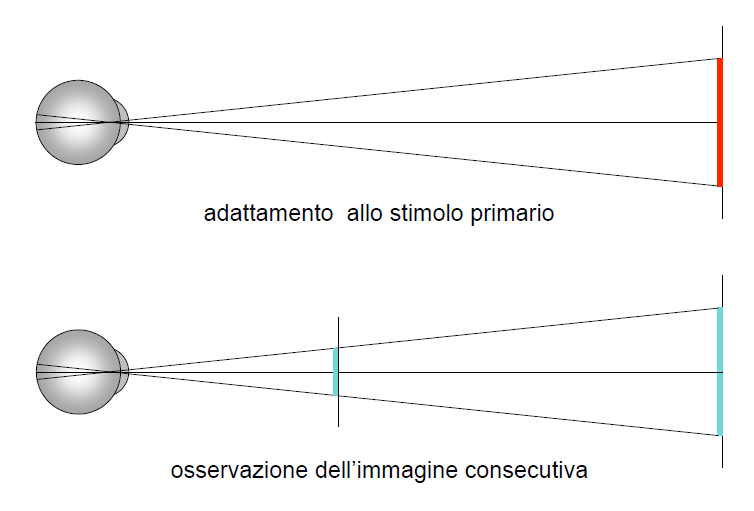 adattamento allo stimolo primario
osservazione dell'immagine consecutiva